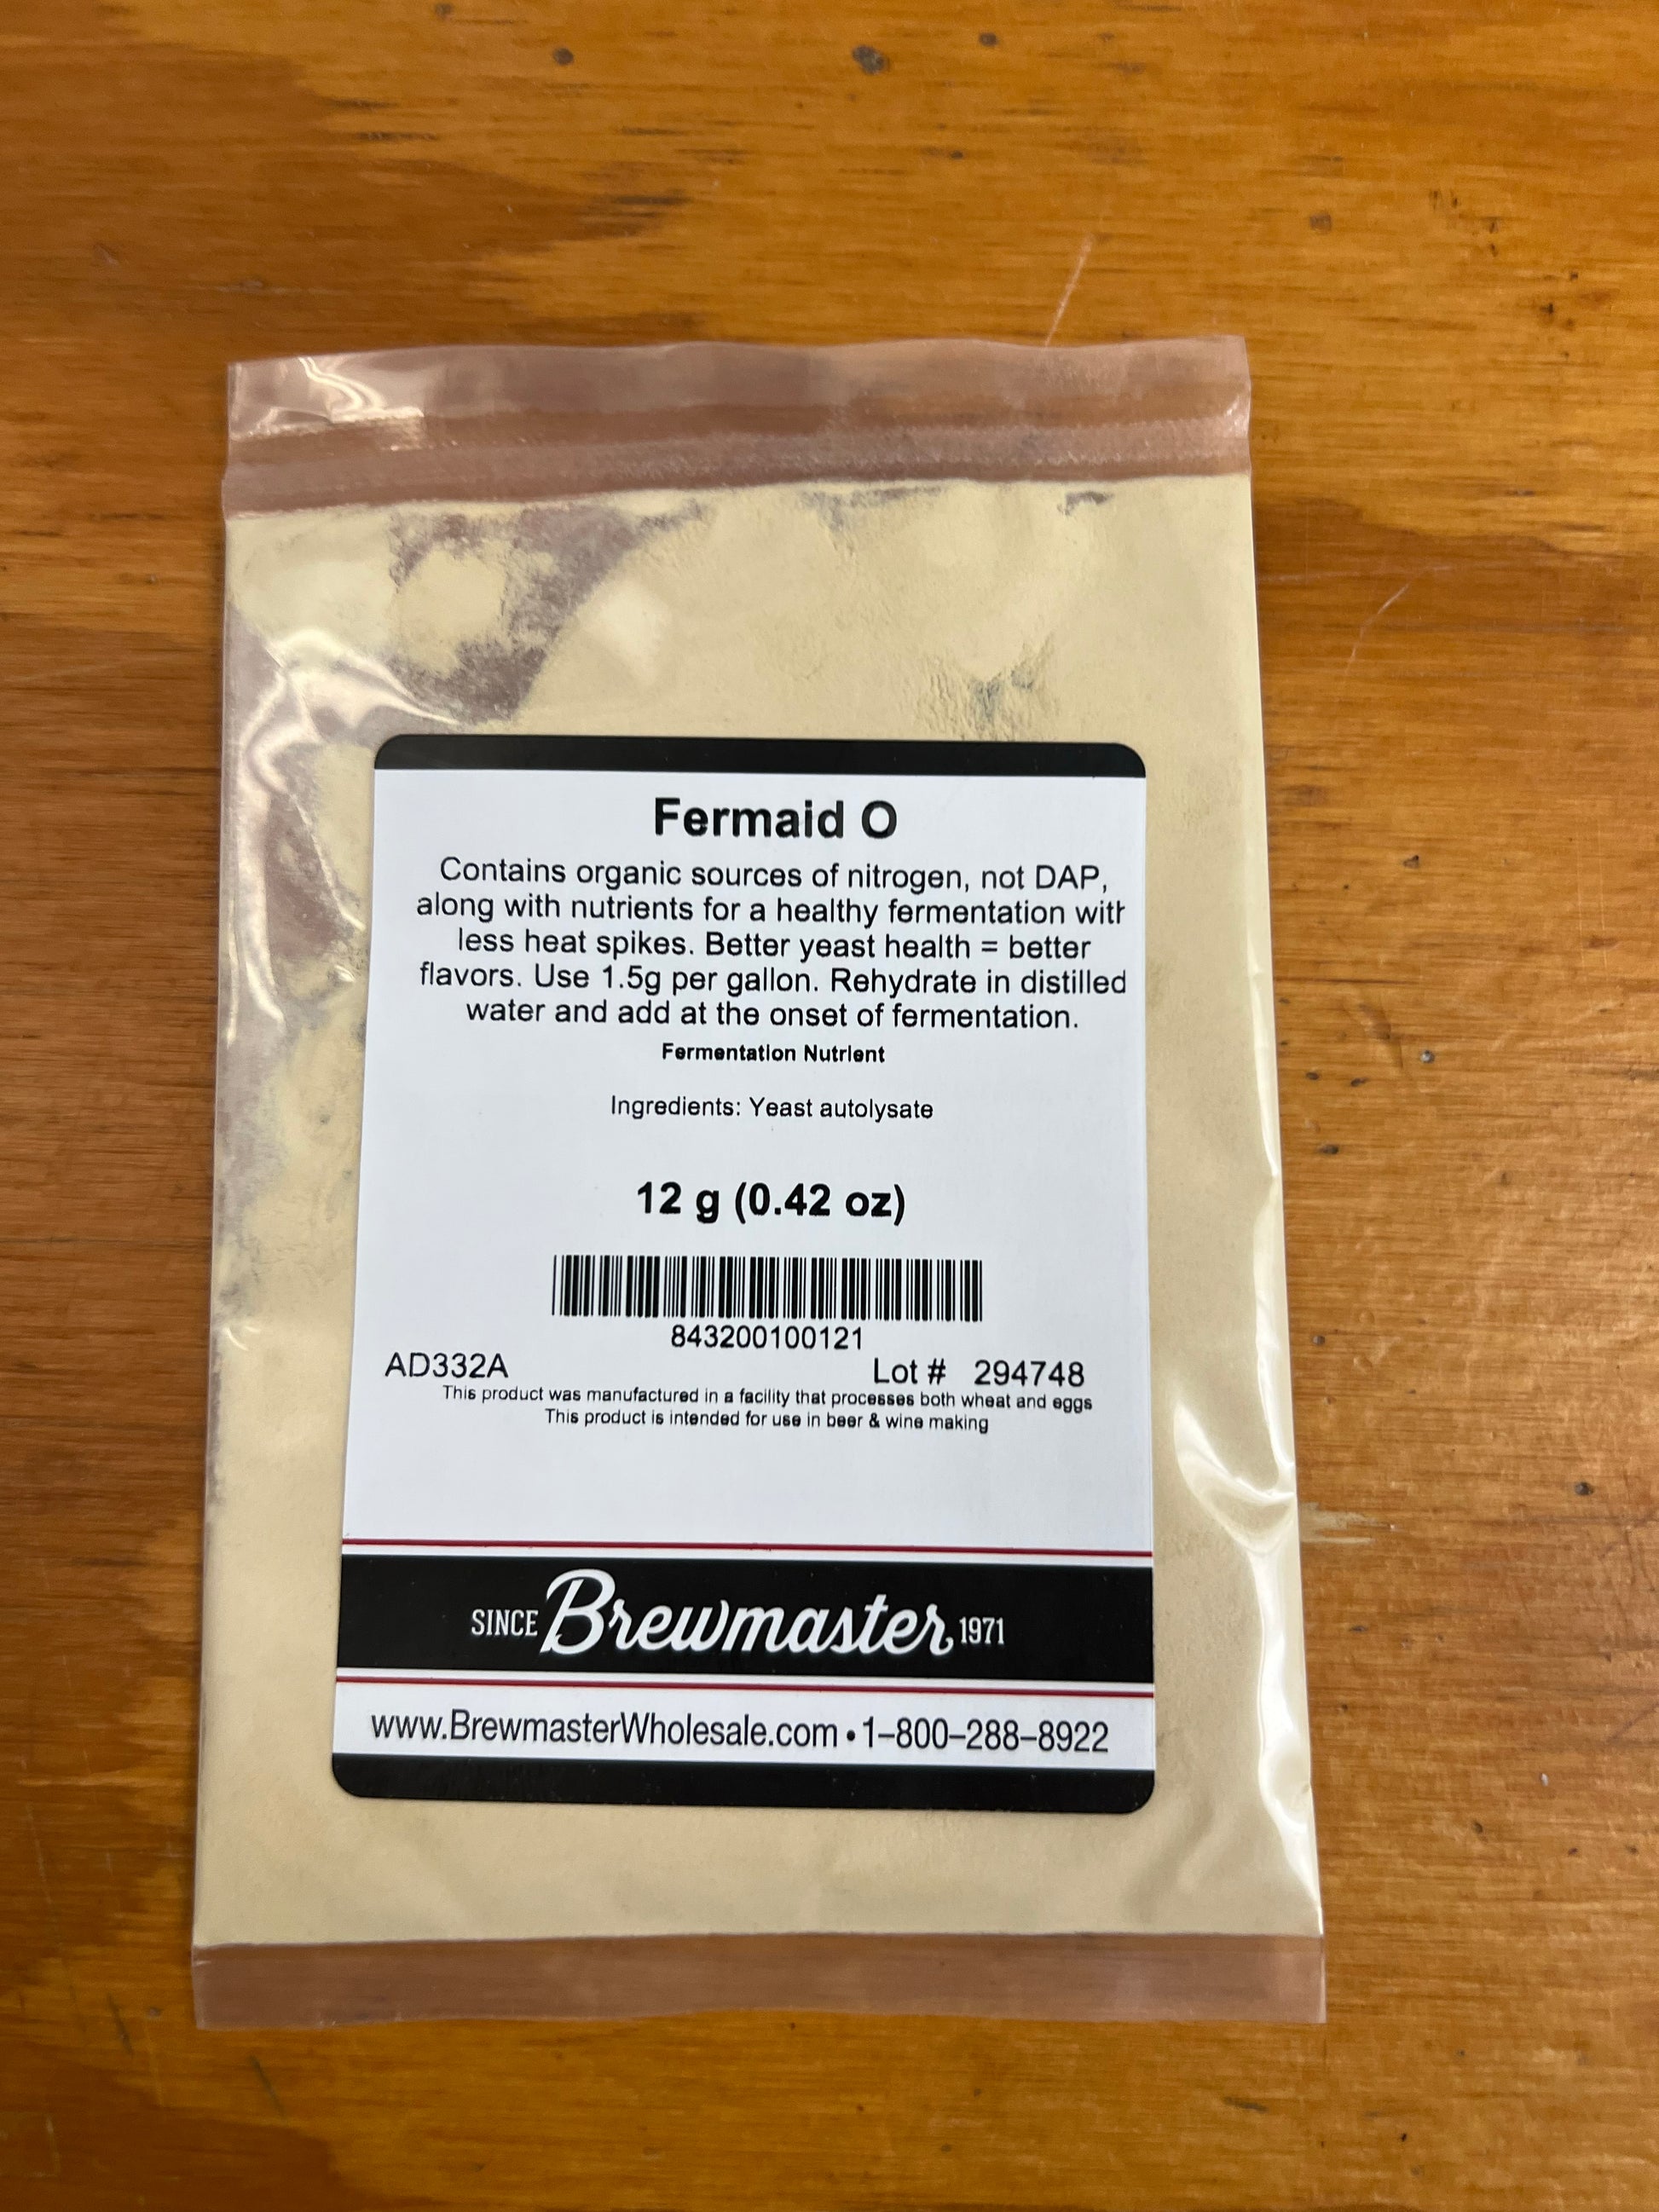 Fermaid O
Contains organic sources of nitrogen, not DAP,
along with nutrients for a healthy fermentation with
less heat spikes. Better yeast health = better
flavors. Use 1.5g per gallon. Rehydrate in distilled
water and add at the onset of fermentation.
Fermentation Nutrient
Ingredients: Yeast autolysate
12 g (0.42 oz)
843200100121
AD332A Lot # 294748
This product was manufactured in a facility that processes both wheat and eggs
This product is intended for use in beer & wine making
SINCE Brewmaster 1971
www.BrewmasterWholesale.com • 1-800-288-8922